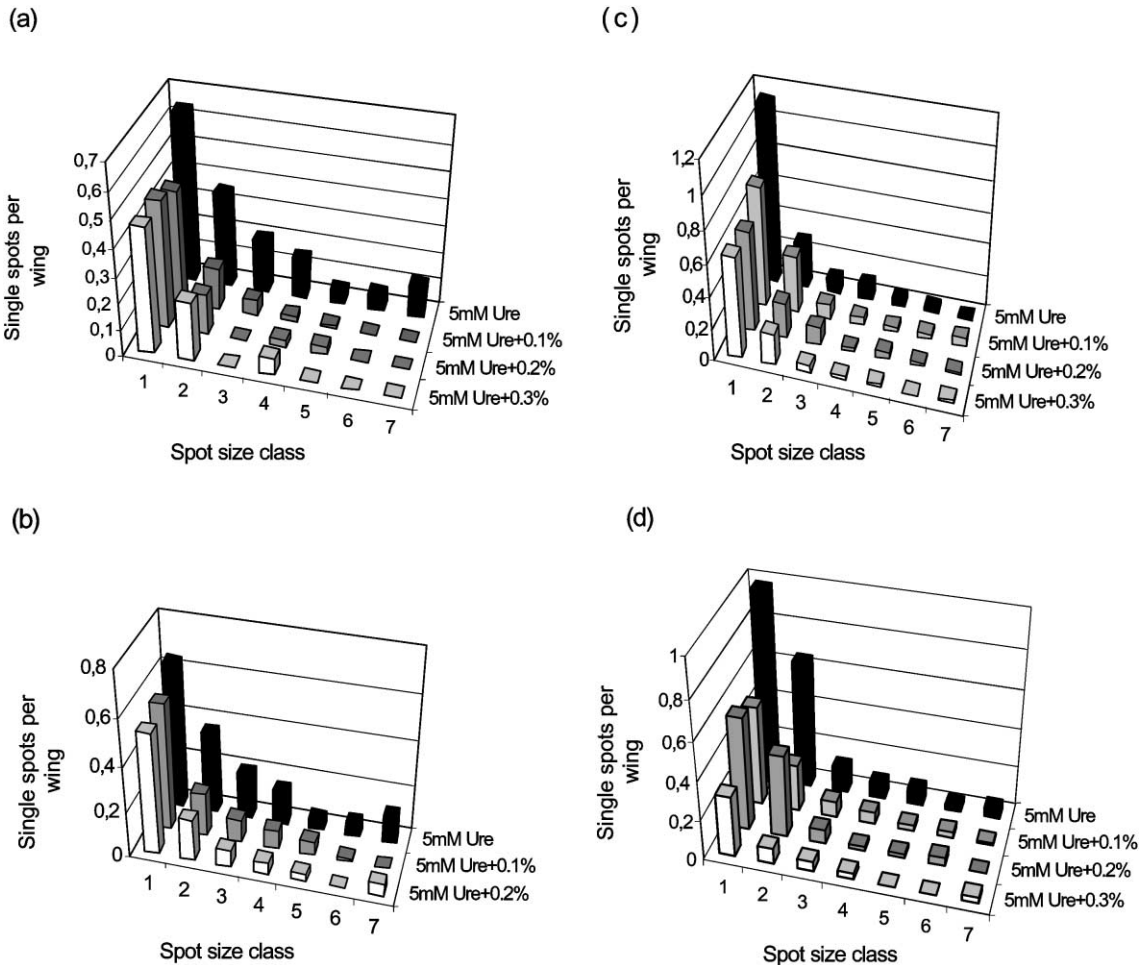 (a)
Single spots per
wing
0,7
0,6
0,5
0,4
0,3
0,2
0,1
0
1 2 3 4 5 6 7
5mM Ure
5mM Ure+0.1%
5mM Ure+0.2%
5mM Ure+0.3%
Spot size class
(c)
Single spots per
wing
1,2
1
0,8
0,6
0,4
0,2
0
1 2 3 4 5 6 7
5mM Ure
5mM Ure+0.1%
5mM Ure+0.2%
5mM Ure+0.3%
Spot size class
(b)
Single spots per
wing
0,8
0,6
0,4
0,2
0
1 2 3 4 5 6 7
5mM Ure
5mM Ure+0.1%
5mM Ure+0.2%
Spot size class
(d)
Single spots per
wing
1
0,8
0,6
0,4
0,2
0
1 2 3 4 5 6 7
5mM Ure
5mM Ure+0.1%
5mM Ure+0.2%
5mM Ure+0.3%
Spot size class